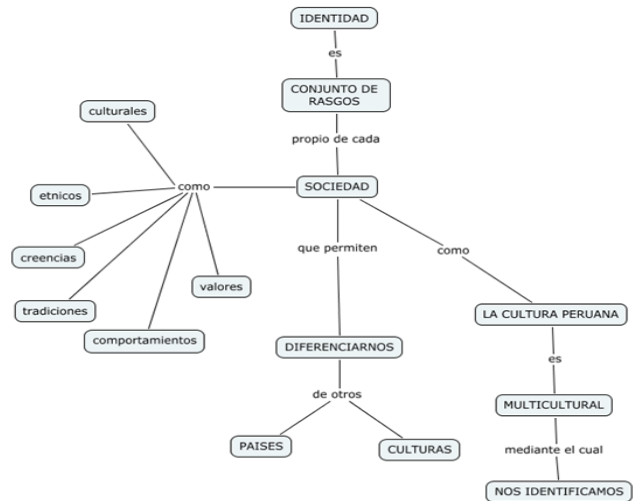 IDENTIDAD
es
CONJUNTO DE
RASGOS
propio de cada
SOCIEDAD
como
culturales
etnicos
creencias
tradiciones
comportamientos
valores
que permiten
DIFERENCIARNOS
de otros
PAISES
CULTURAS
como
LA CULTURA PERUANA
es
MULTICULTURAL
mediante el cual
NOS IDENTIFICAMOS